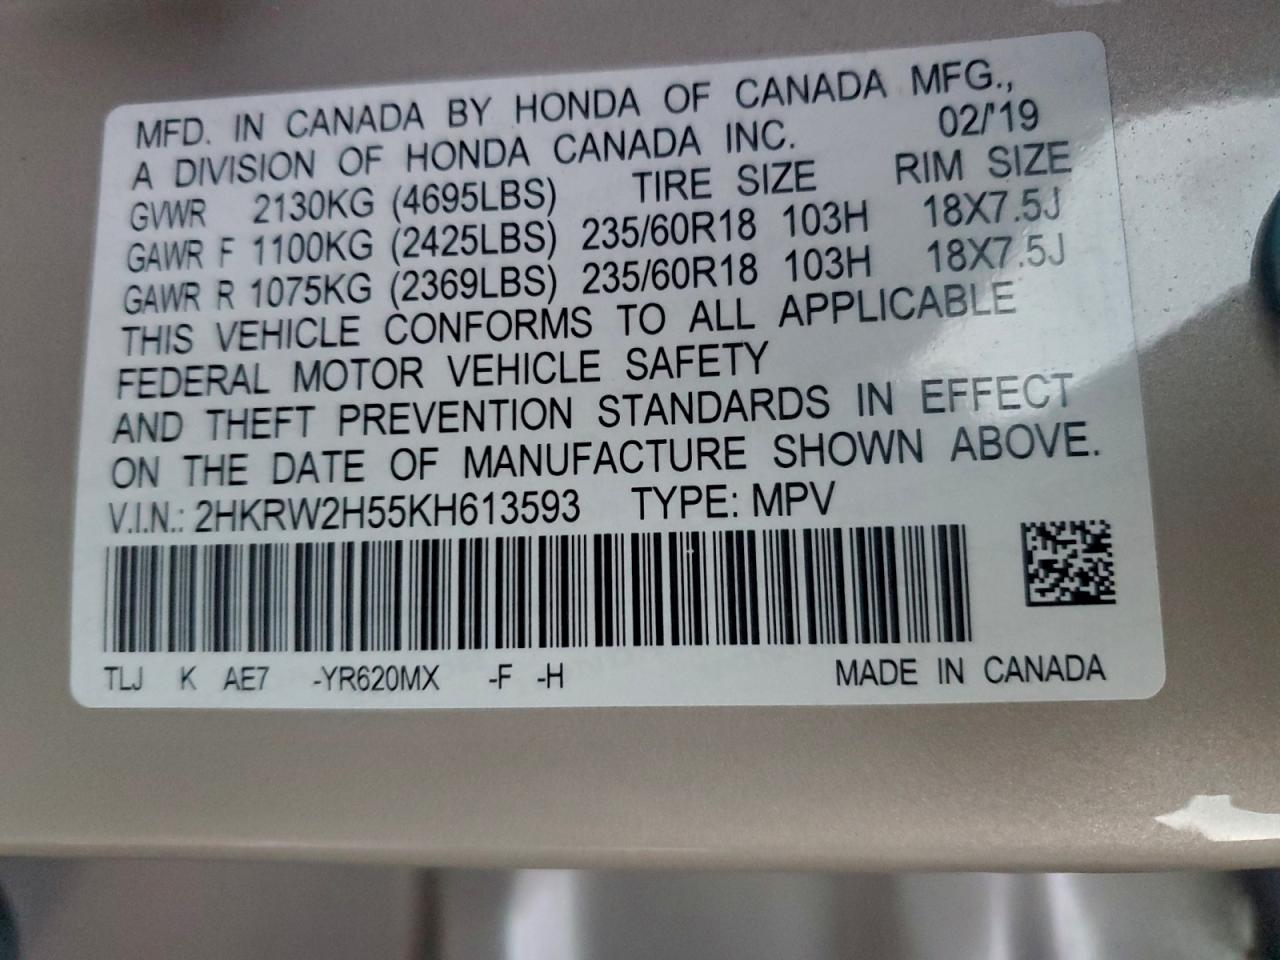 MFD. IN CANADA BY HONDA OF CANADA MFG.,
A DIVISION OF HONDA CANADA INC. 02/'19
GVWR 2130KG (4695LBS) TIRE SIZE RIM SIZE
GAWR F 1100KG (2425LBS) 235/60R18 103H 18X7.5J
GAWR R 1075KG (2369LBS) 235/60R18 103H 18X7.5J
THIS VEHICLE CONFORMS TO ALL APPLICABLE
FEDERAL MOTOR VEHICLE SAFETY
AND THEFT PREVENTION STANDARDS IN EFFECT
ON THE DATE OF MANUFACTURE SHOWN ABOVE.
V.I.N.: 2HKRW2H55KH613593 TYPE: MPV
TLJ K AE7 -YR620MX -F -H MADE IN CANADA